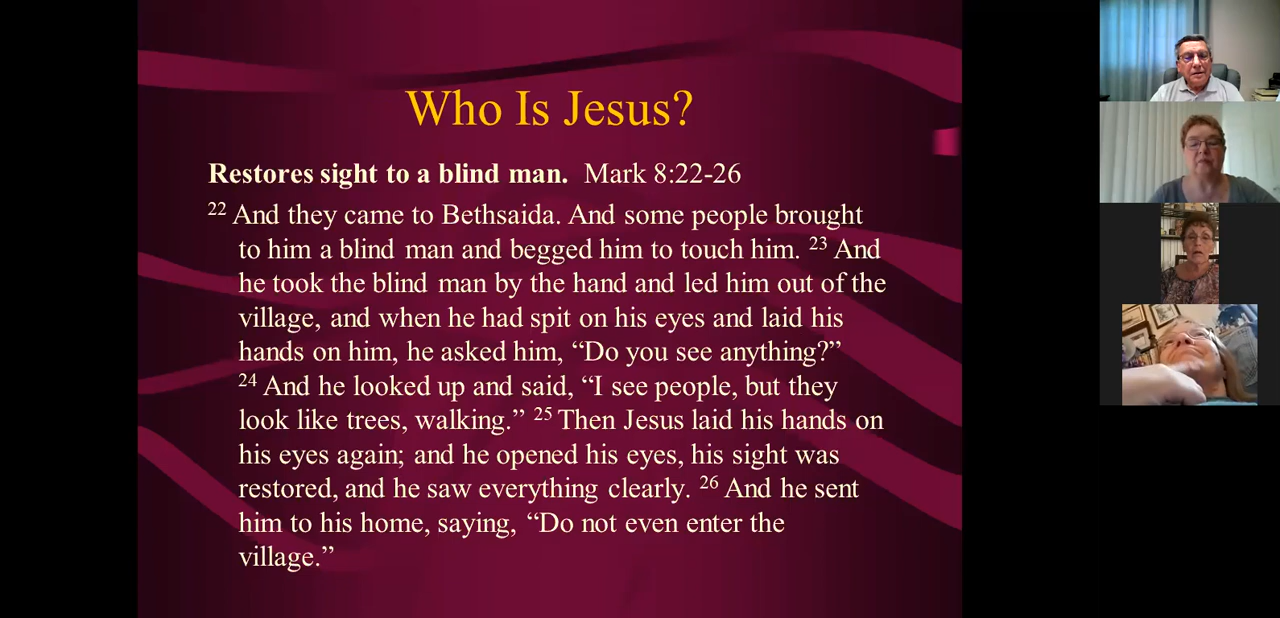 Who Is Jesus?
Restores sight to a blind man.  Mark 8:22-26
22 And they came to Bethsaida. And some people brought
to him a blind man and begged him to touch him. 23 And
he took the blind man by the hand and led him out of the
village, and when he had spit on his eyes and laid his
hands on him, he asked him, “Do you see anything?”
24 And he looked up and said, “I see people, but they
look like trees, walking.” 25 Then Jesus laid his hands on
his eyes again; and he opened his eyes, his sight was
restored, and he saw everything clearly. 26 And he sent
him to his home, saying, “Do not even enter the
village.”